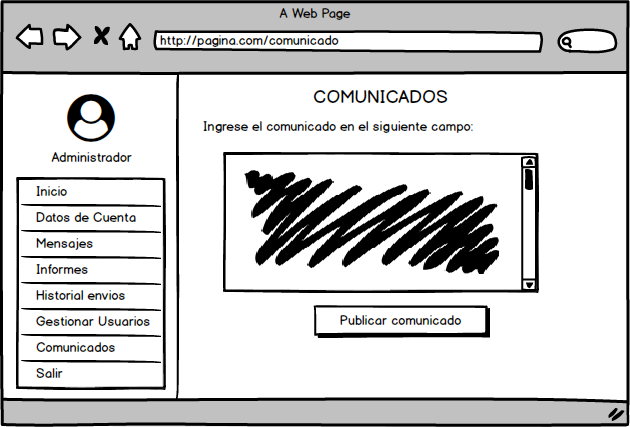 A Web Page
http://pagina.com/comunicado
COMUNICADOS
Ingrese el comunicado en el siguiente campo:
Administrador
Inicio
Datos de Cuenta
Mensajes
Informes
Historial envios
Gestionar Usuarios
Comunicados
Salir
Publicar comunicado